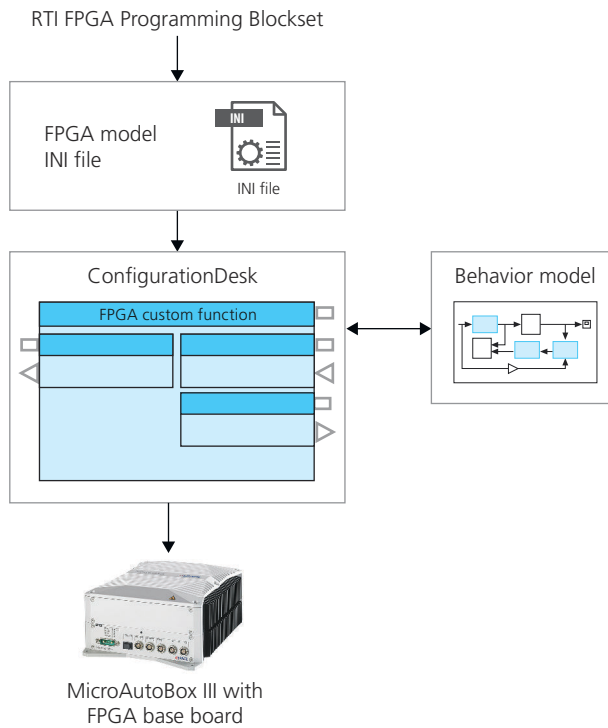 RTI FPGA Programming Blockset
FPGA model
INI file
INI
INI file
ConfigurationDesk
FPGA custom function
Behavior model
MicroAutoBox III with
FPGA base board